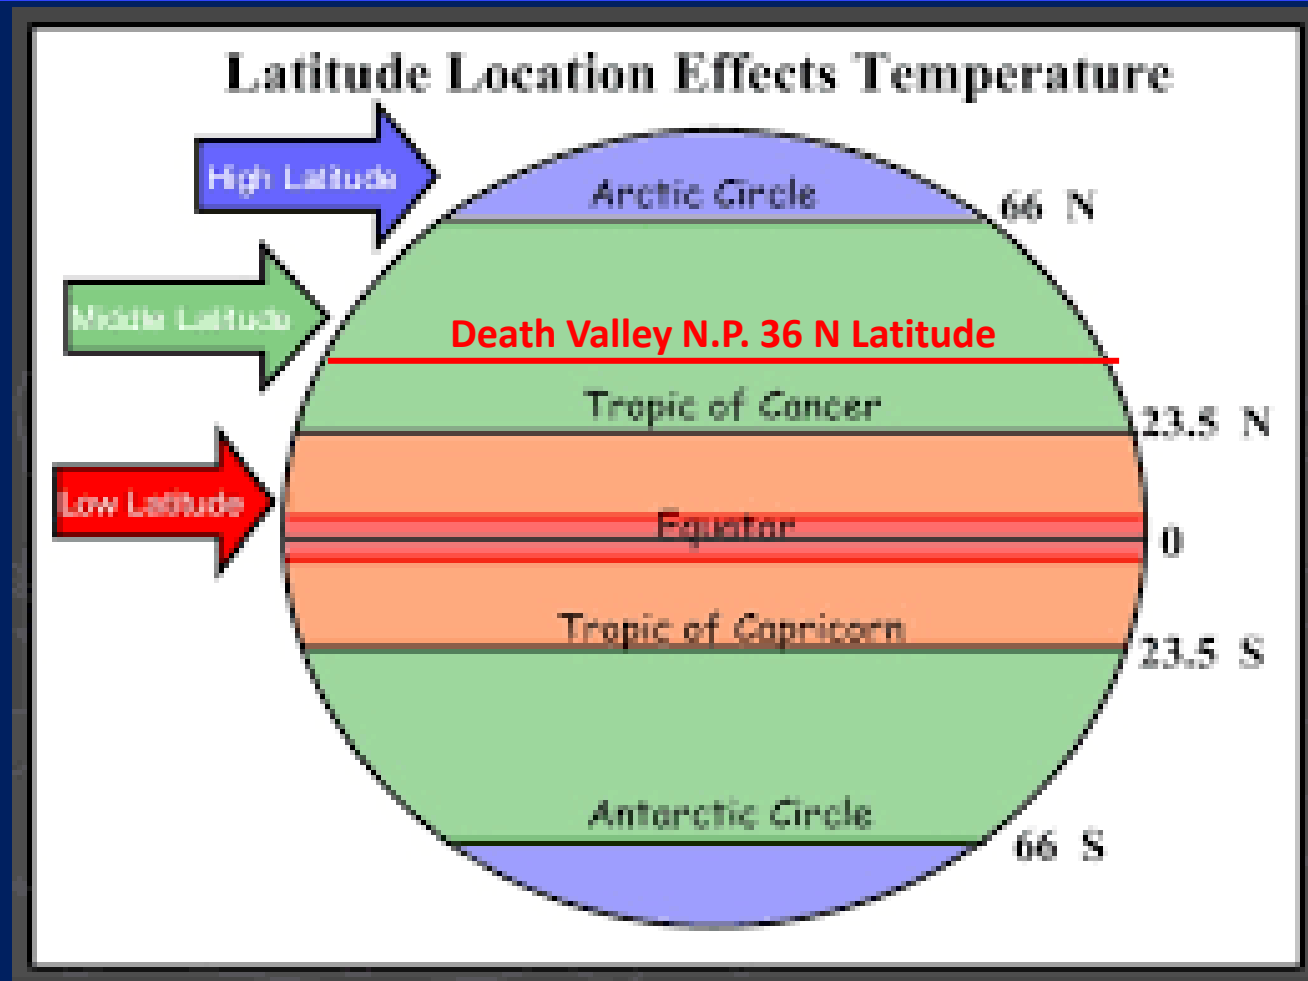 Latitude Location Effects Temperature
High Latitude
Arctic Circle
66 N
Middle Latitude
Death Valley N.P. 36 N Latitude
Tropic of Cancer
23.5 N
Low Latitude
Equator
0
Tropic of Capricorn
23.5 S
Antarctic Circle
66 S